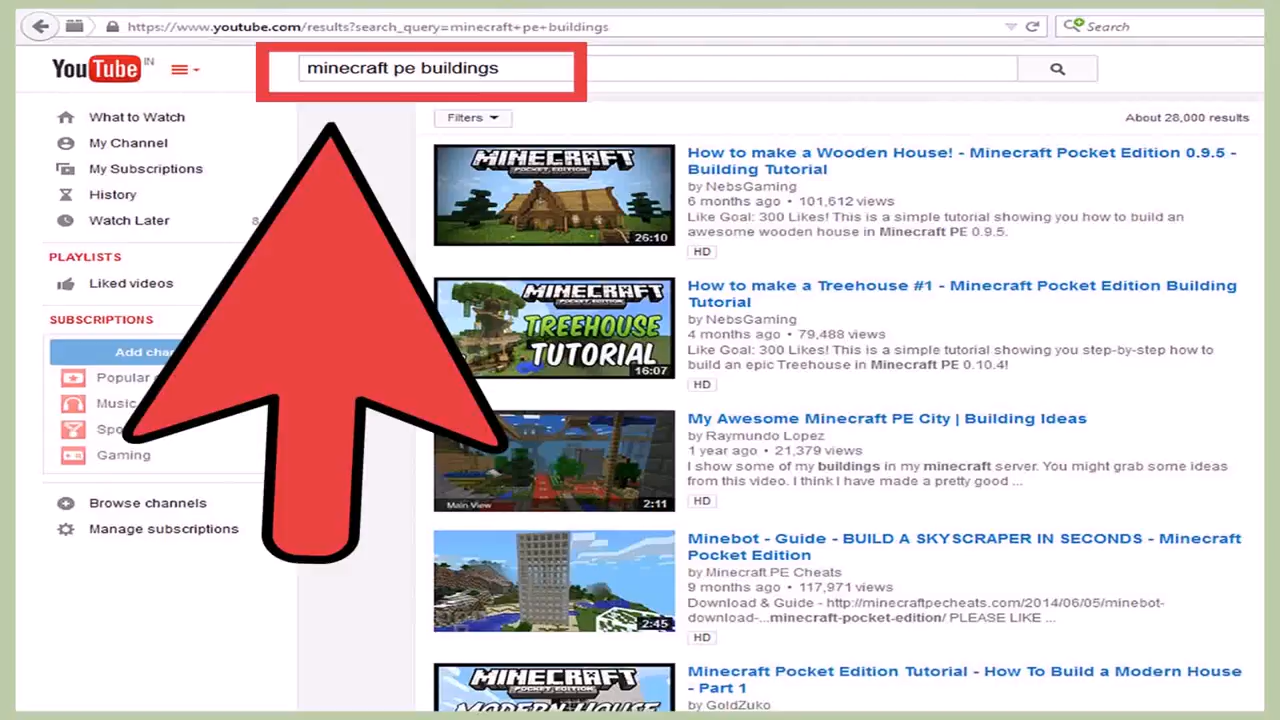 https://www.youtube.com/results?search_query=minecraft+pe+buildings
Search
YouTube IN
minecraft pe buildings
What to Watch
My Channel
My Subscriptions
History
Watch Later
PLAYLISTS
Liked videos
SUBSCRIPTIONS
Add
Popular
Music
Gaming
Browse channels
Manage subscriptions
Filters
About 28,000 results
MINECRAFT
POCKET EDITION
26:10
How to make a Wooden House! - Minecraft Pocket Edition 0.9.5 -
Building Tutorial
by NebsGaming
6 months ago • 101,612 views
Like Goal: 300 Likes! This is a simple tutorial showing you how to build an
awesome wooden house in Minecraft PE 0.9.5.
HD
MINECRAFT
POCKET EDITION
TREEHOUSE
TUTORIAL
16:07
How to make a Treehouse #1 - Minecraft Pocket Edition Building
Tutorial
by NebsGaming
4 months ago • 79,488 views
Like Goal: 300 Likes! This is a simple tutorial showing you step-by-step how to
build an epic Treehouse in Minecraft PE 0.10.4!
HD
Main View
2:11
My Awesome Minecraft PE City | Building Ideas
by Raymundo Lopez
1 year ago • 21,379 views
I show some of my buildings in my minecraft server. You might grab some ideas
from this video. I think I have made a pretty good ...
HD
2:45
Minebot - Guide - BUILD A SKYSCRAPER IN SECONDS - Minecraft
Pocket Edition
by Minecraft PE Cheats
9 months ago • 117,971 views
Download & Guide - http://minecraftpecheats.com/2014/06/05/minebot-
download-...minecraft-pocket-edition/ PLEASE LIKE ...
HD
MINECRAFT
POCKET EDITION
MODERN HOUSE
Minecraft Pocket Edition Tutorial - How To Build a Modern House
- Part 1
by GoldZuko